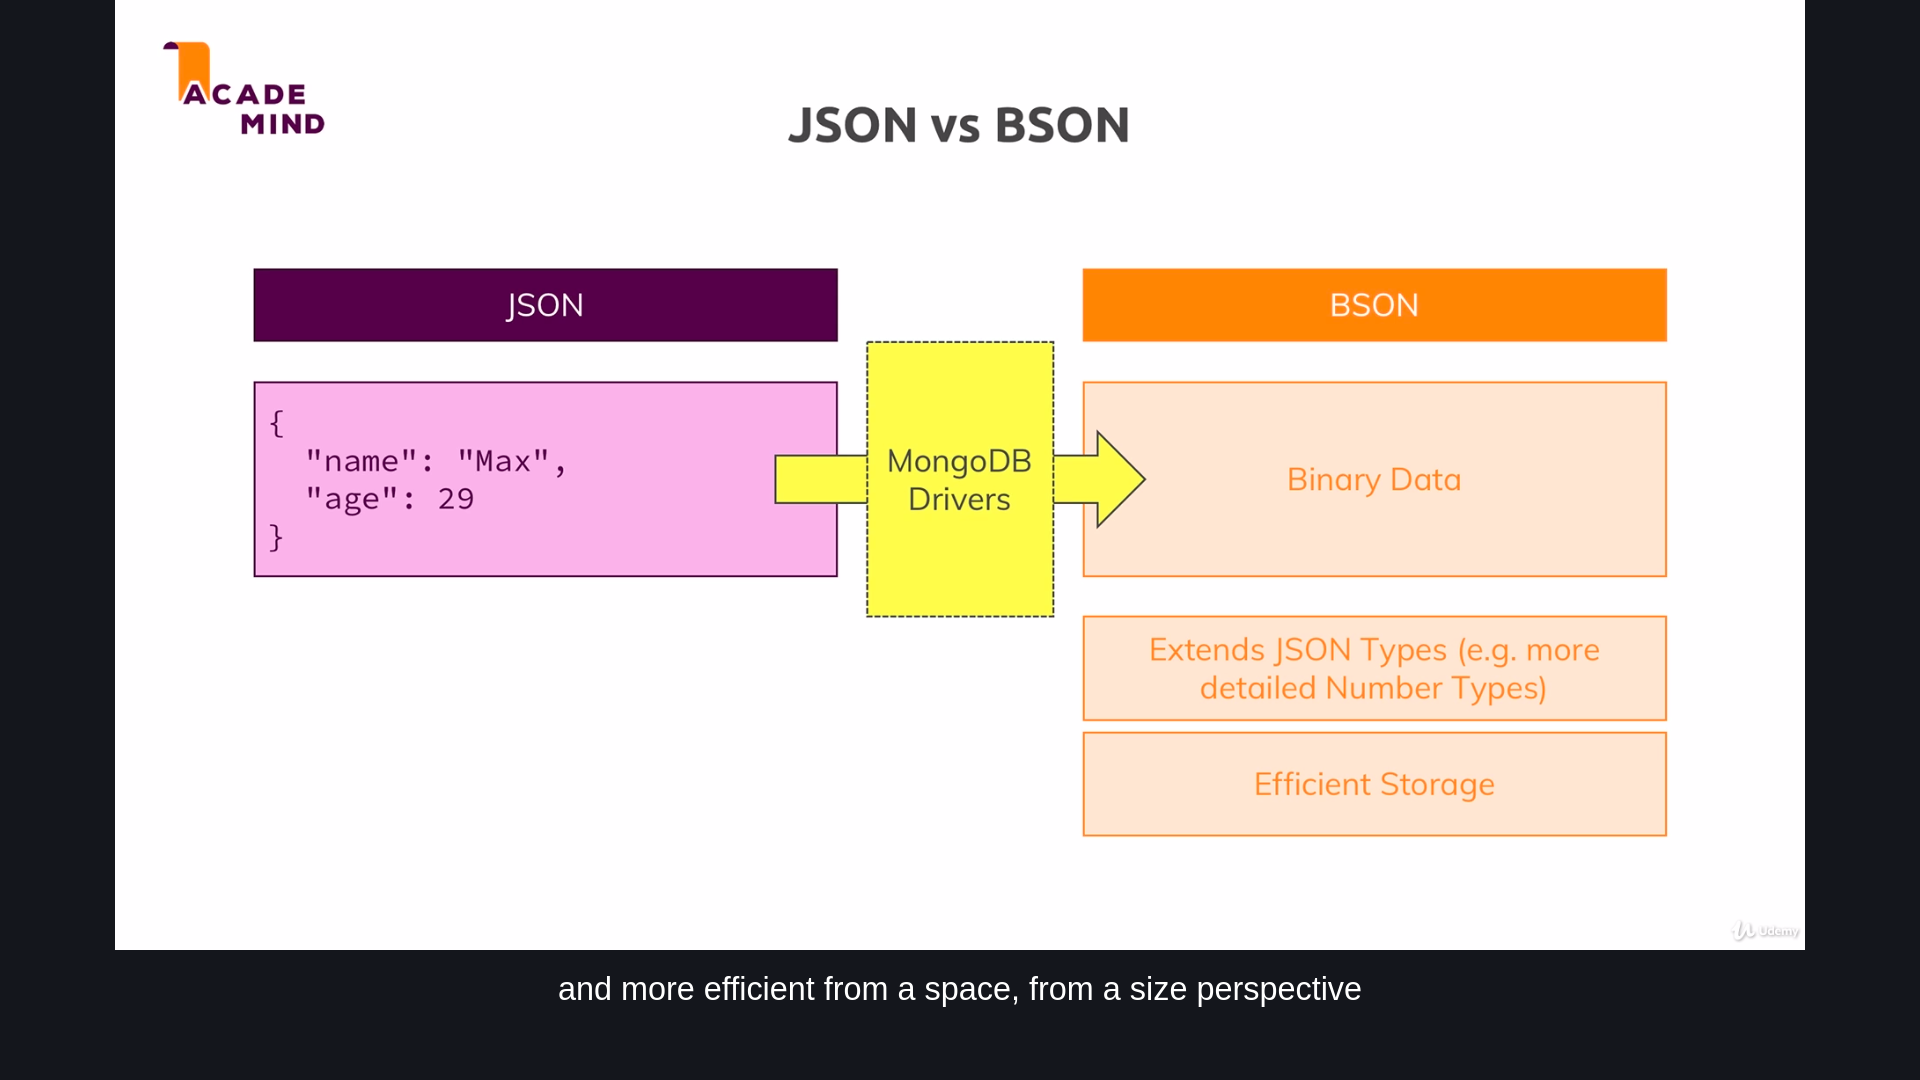 ACADE
MIND
JSON vs BSON
JSON
BSON
{
"name": "Max",
"age": 29
}
MongoDB
Drivers
Binary Data
Extends JSON Types (e.g. more
detailed Number Types)
Efficient Storage
Udemy
and more efficient from a space, from a size perspective